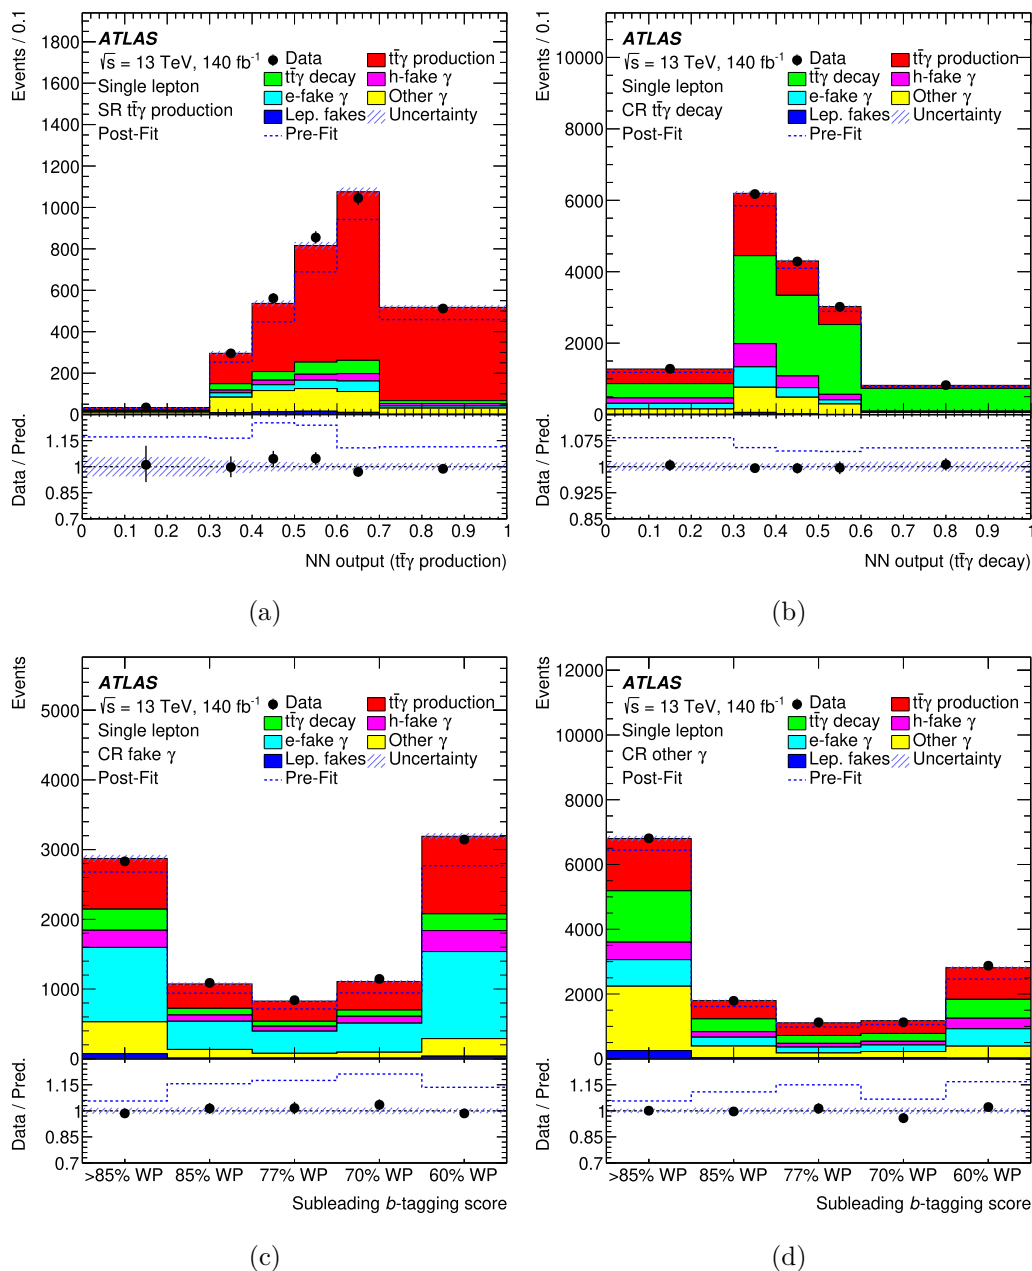 Events / 0.1
1800
1600
1400
1200
1000
800
600
400
200
0
ATLAS
√s = 13 TeV, 140 fb⁻¹
Single lepton
SR tt̄γ production
Post-Fit
Data
tt̄γ production
tt̄γ decay
h-fake γ
e-fake γ
Other γ
Lep. fakes
Uncertainty
Pre-Fit
Data / Pred.
1.15
1
0.85
0.7
0 0.1 0.2 0.3 0.4 0.5 0.6 0.7 0.8 0.9 1
NN output (tt̄γ production)
(a)
Events / 0.1
10000
8000
6000
4000
2000
0
ATLAS
√s = 13 TeV, 140 fb⁻¹
Single lepton
CR tt̄γ decay
Post-Fit
Data
tt̄γ production
tt̄γ decay
h-fake γ
e-fake γ
Other γ
Lep. fakes
Uncertainty
Pre-Fit
Data / Pred.
1.075
1
0.925
0.85
0 0.1 0.2 0.3 0.4 0.5 0.6 0.7 0.8 0.9 1
NN output (tt̄γ decay)
(b)
Events
5000
4000
3000
2000
1000
0
ATLAS
√s = 13 TeV, 140 fb⁻¹
Single lepton
CR fake γ
Post-Fit
Data
tt̄γ production
tt̄γ decay
h-fake γ
e-fake γ
Other γ
Lep. fakes
Uncertainty
Pre-Fit
Data / Pred.
1.15
1
0.85
0.7
>85% WP 85% WP 77% WP 70% WP 60% WP
Subleading b-tagging score
(c)
Events
12000
10000
8000
6000
4000
2000
0
ATLAS
√s = 13 TeV, 140 fb⁻¹
Single lepton
CR other γ
Post-Fit
Data
tt̄γ production
tt̄γ decay
h-fake γ
e-fake γ
Other γ
Lep. fakes
Uncertainty
Pre-Fit
Data / Pred.
1.15
1
0.85
0.7
>85% WP 85% WP 77% WP 70% WP 60% WP
Subleading b-tagging score
(d)